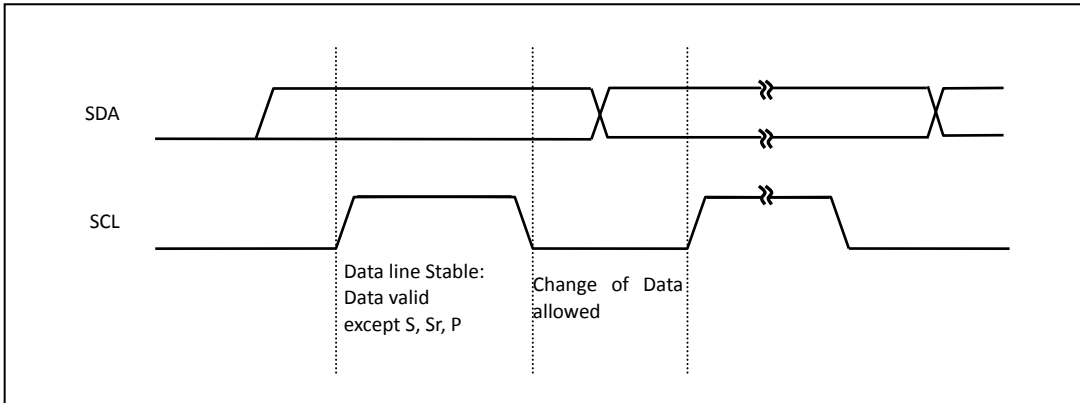 SDA
SCL
Data line Stable:
Data valid
except S, Sr, P
Change of Data
allowed